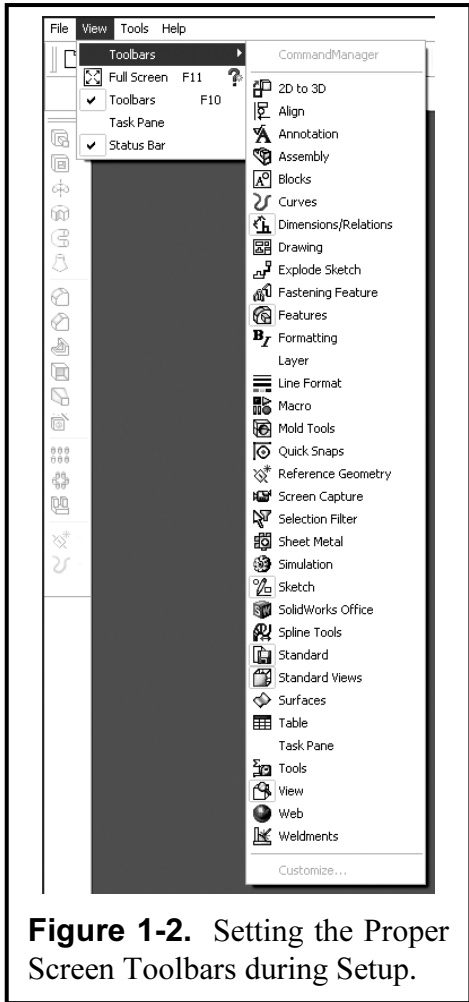 File View Tools Help
Toolbars
Full Screen F11
Toolbars F10
Task Pane
Status Bar
CommandManager
2D to 3D
Align
Annotation
Assembly
Blocks
Curves
Dimensions/Relations
Drawing
Explode Sketch
Fastening Feature
Features
Formatting
Layer
Line Format
Macro
Mold Tools
Quick Snaps
Reference Geometry
Screen Capture
Selection Filter
Sheet Metal
Simulation
Sketch
SolidWorks Office
Spline Tools
Standard
Standard Views
Surfaces
Table
Task Pane
Tools
View
Web
Weldments
Customize...
Figure 1-2. Setting the Proper
Screen Toolbars during Setup.